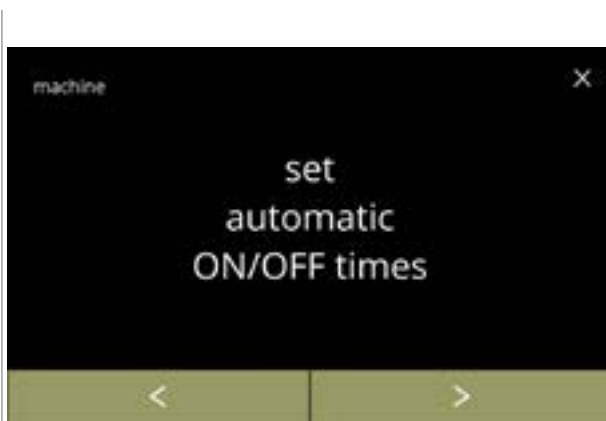 machine
×
set
automatic
ON/OFF times
< >